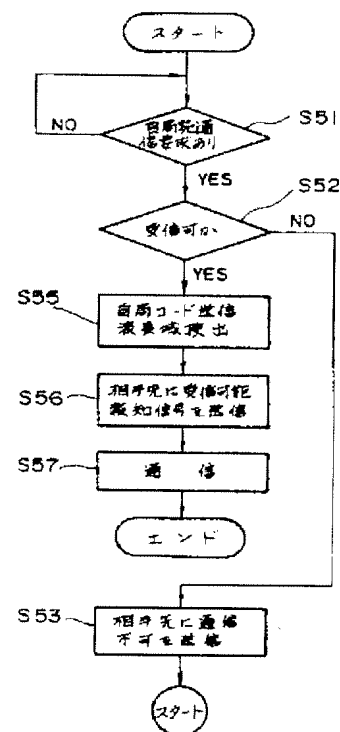 スタート
S51
自局宛通
信要求あり
NO
YES
S52
受信可か
NO
YES
S55
自局コード送信
波長域検出
S56
相手先に受信可能
報知信号を送信
S57
通 信
エンド
S53
相手先に通信
不可を送信
スタート